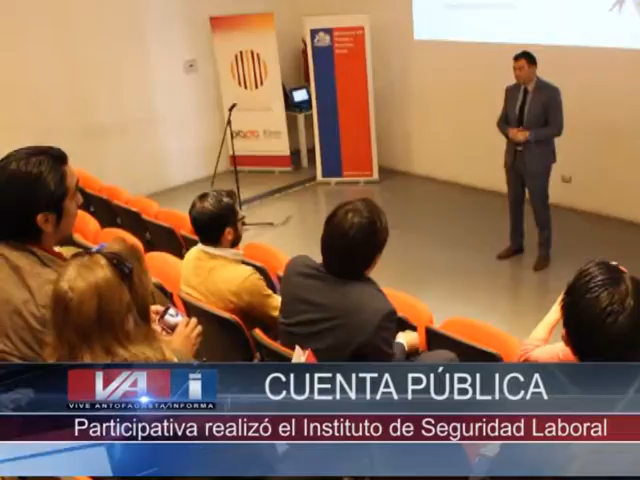 VA i
VIVE ANTOFAGASTA/INFORMA
CUENTA PÚBLICA
Participativa realizó el Instituto de Seguridad Laboral